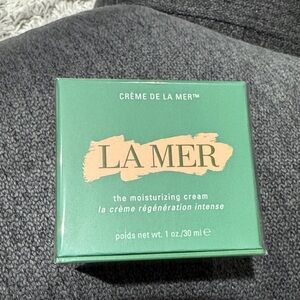 CRÈME DE LA MER™
LA MER
the moisturizing cream
la crème régénération intense
poids net wt. 1 oz./30 ml ℮